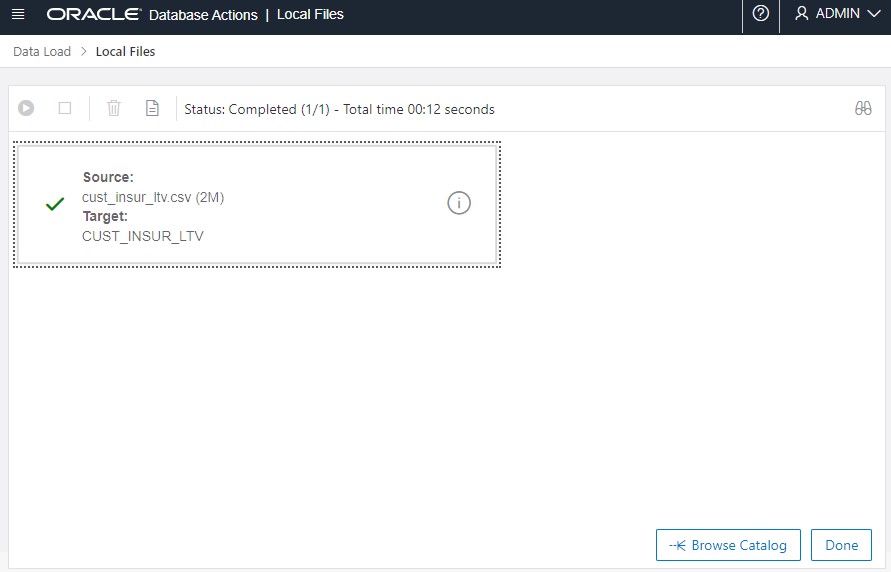 ORACLE Database Actions | Local Files
ADMIN
Data Load > Local Files
Status: Completed (1/1) - Total time 00:12 seconds
Source:
cust_insur_ltv.csv (2M)
Target:
CUST_INSUR_LTV
Browse Catalog
Done